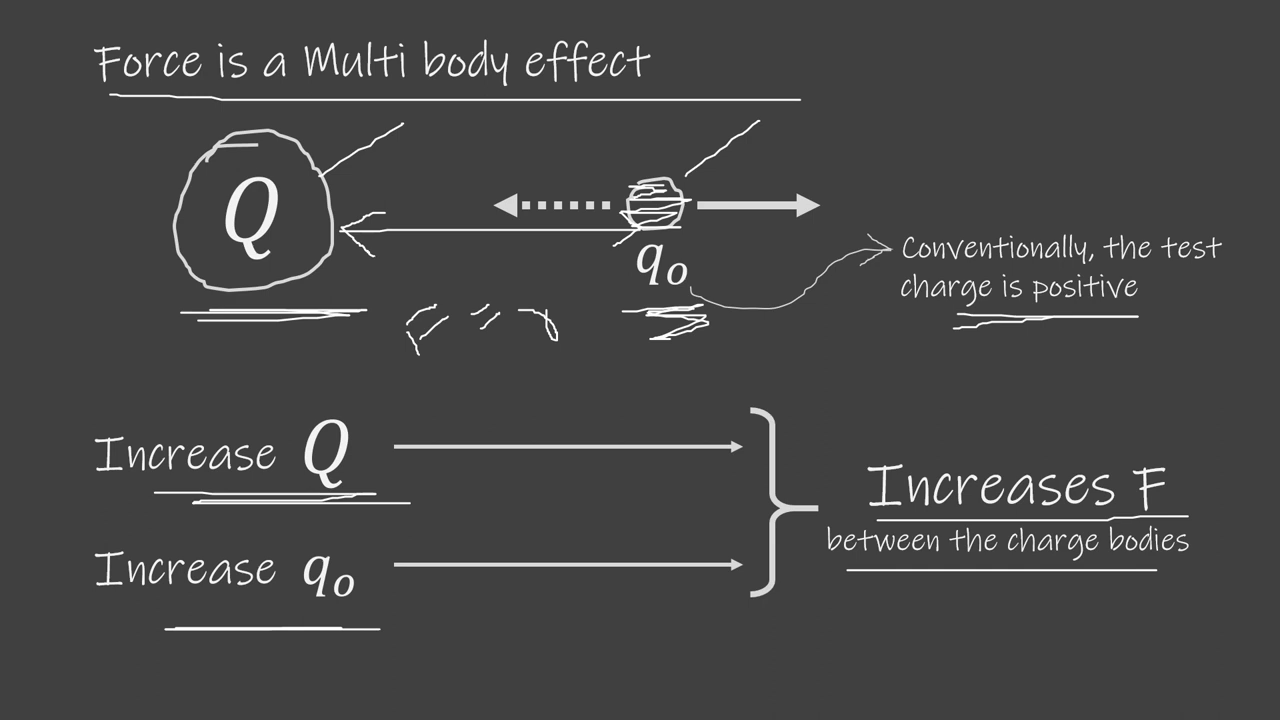 Force is a Multi body effect
Q
q₀
Conventionally, the test
charge is positive
Increase Q
Increase q₀
Increases F
between the charge bodies